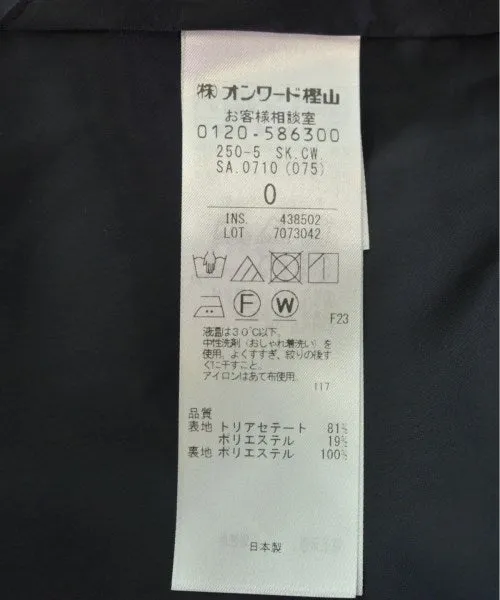 ㈱オンワード樫山
お客様相談室
0120-586300
250-5 SK.CW.
SA.0710 (075)
0
INS. 438502
LOT 7073042
F W
F23
液温は30℃以下、
中性洗剤(おしゃれ着洗い)を
使用。よくすすぎ、絞りの後す
ぐに干すこと。
アイロンはあて布使用。
117
品質
表地 トリアセテート 81%
ポリエステル 19%
裏地 ポリエステル 100%
日本製